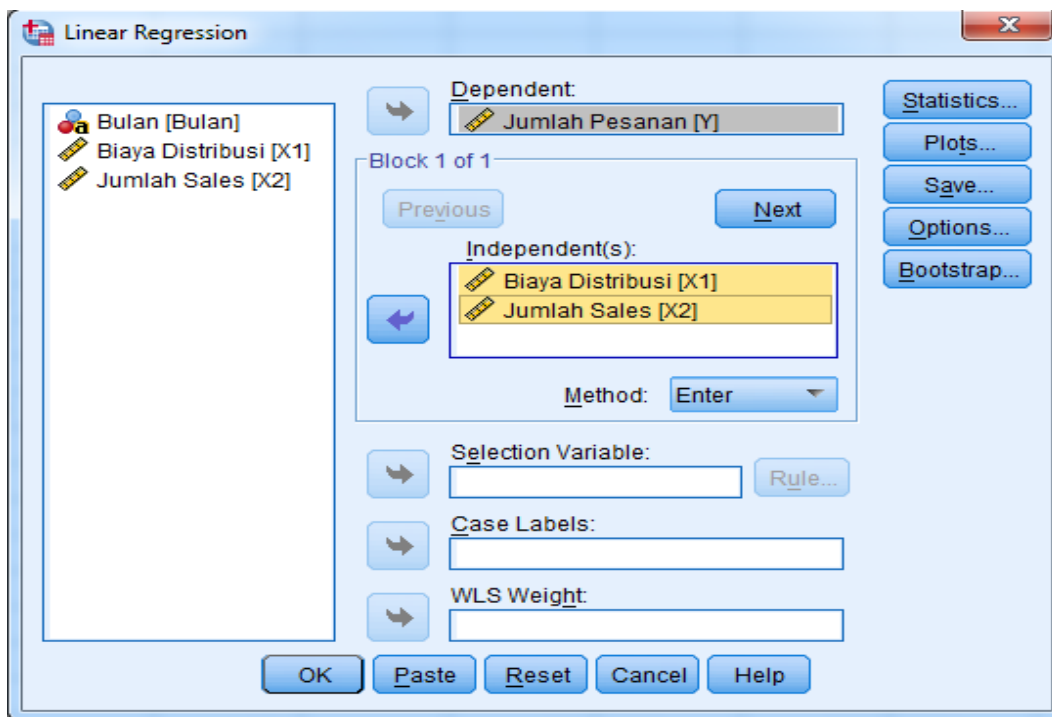 Linear Regression
Bulan [Bulan]
Biaya Distribusi [X1]
Jumlah Sales [X2]
Dependent:
Jumlah Pesanan [Y]
Block 1 of 1
Previous
Next
Independent(s):
Biaya Distribusi [X1]
Jumlah Sales [X2]
Method:
Enter
Selection Variable:
Rule...
Case Labels:
WLS Weight:
Statistics...
Plots...
Save...
Options...
Bootstrap...
OK
Paste
Reset
Cancel
Help